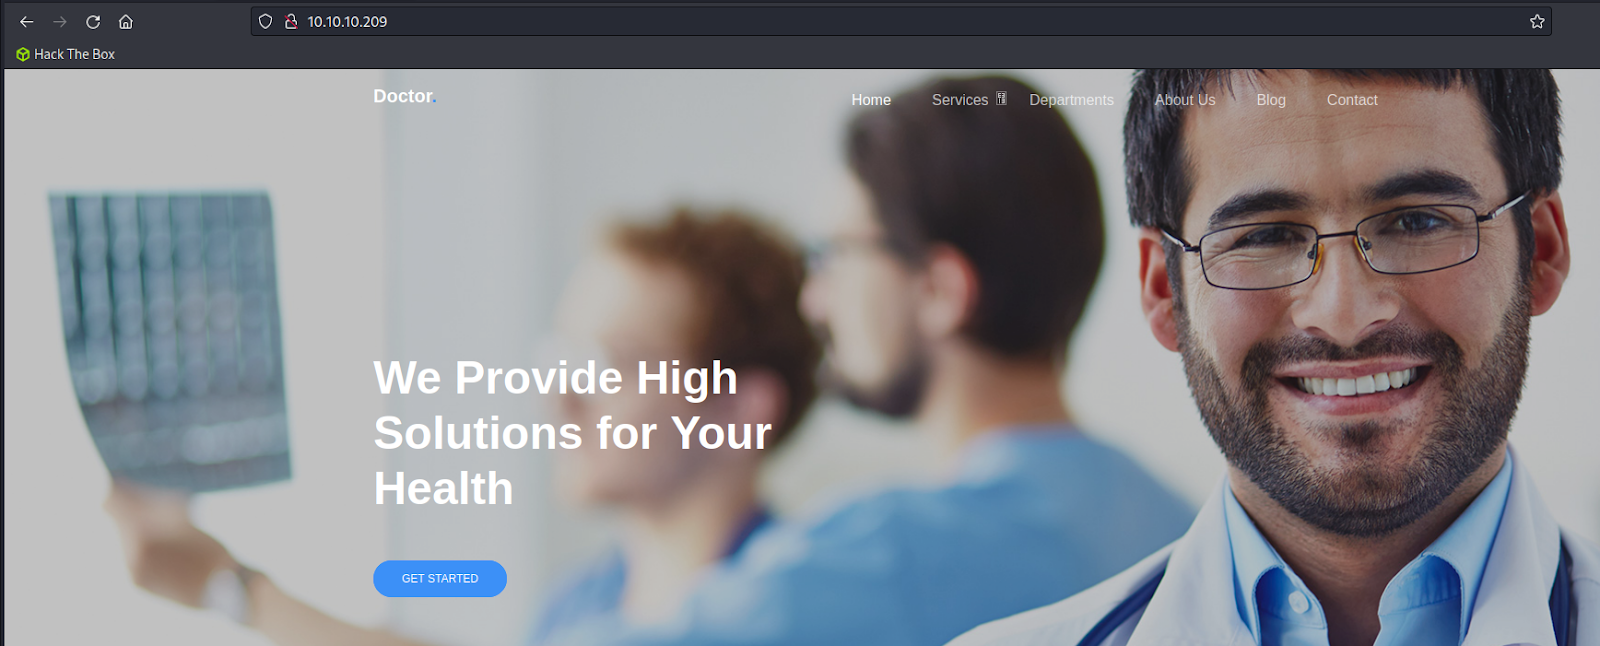 10.10.10.209
Hack The Box
Doctor.
Home Services Departments About Us Blog Contact
We Provide High
Solutions for Your
Health
GET STARTED